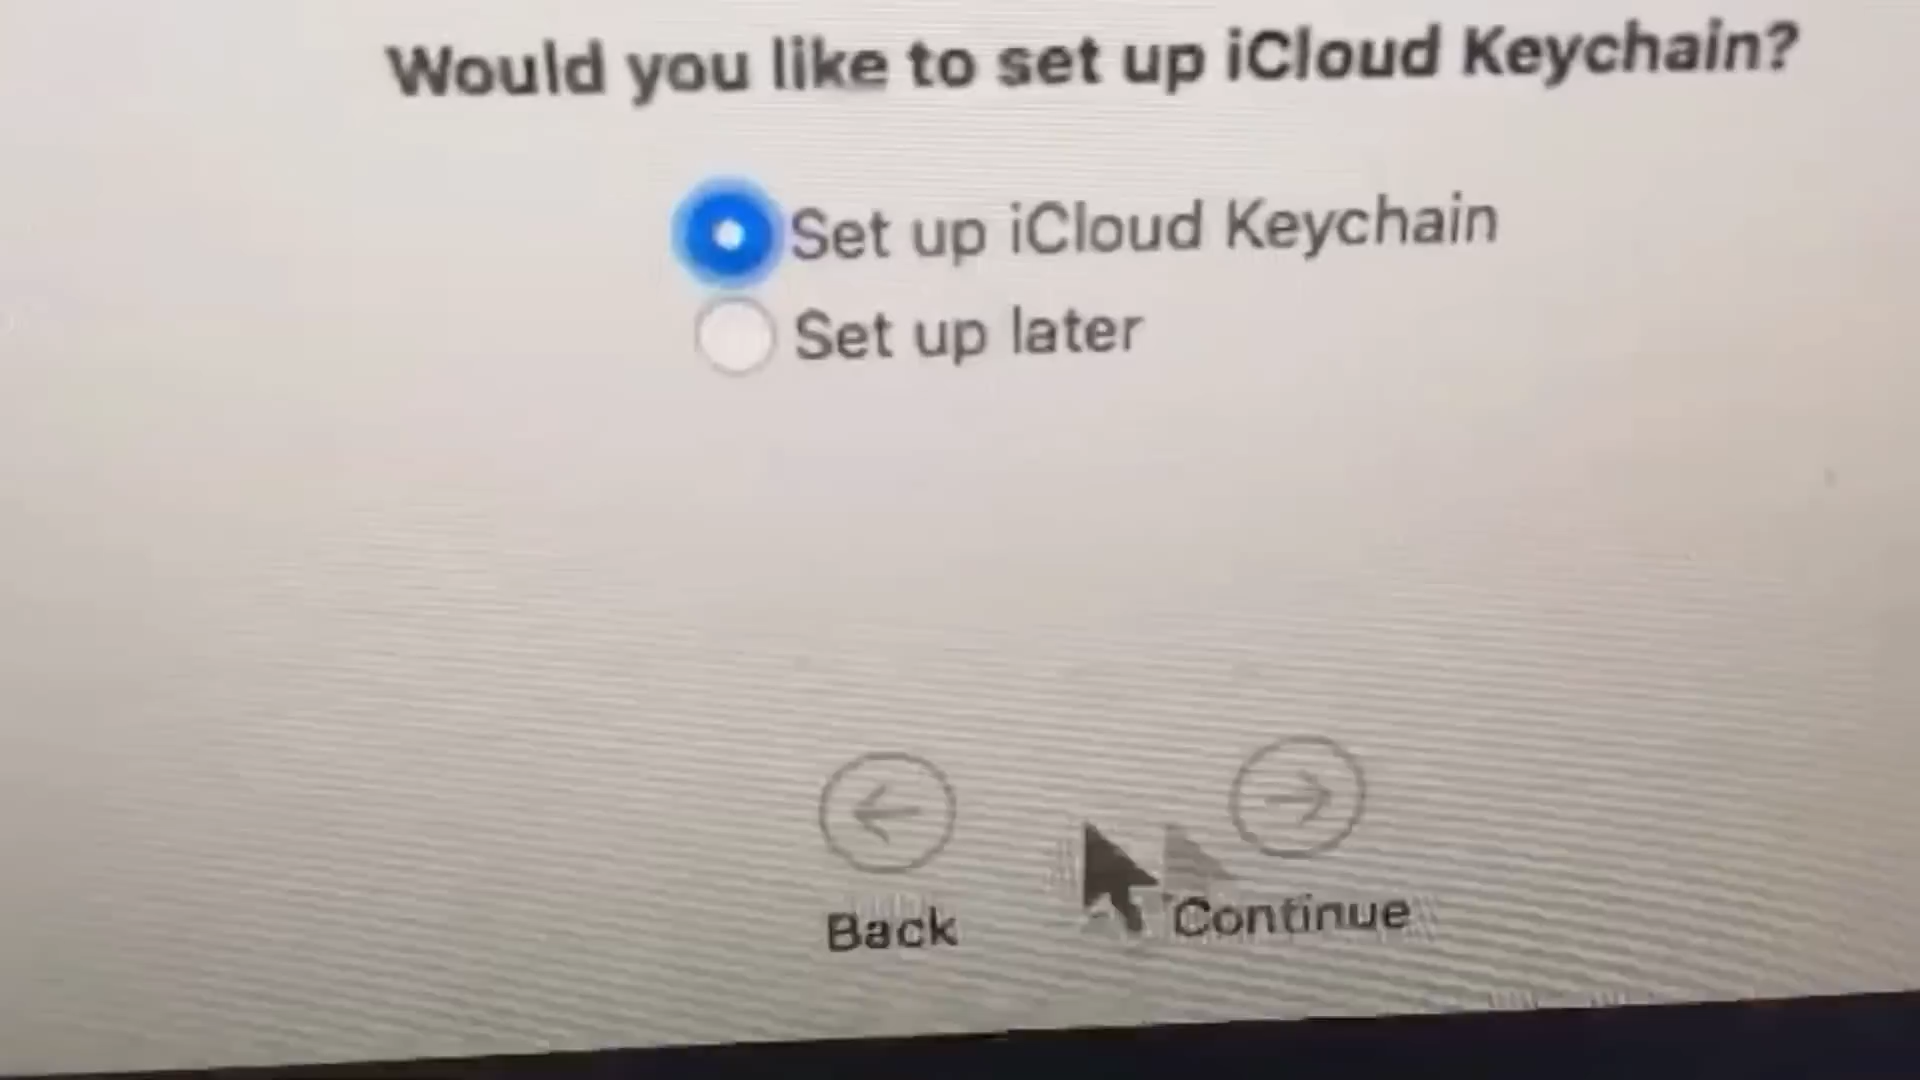 Would you like to set up iCloud Keychain?
Set up iCloud Keychain
Set up later
Back
Continue